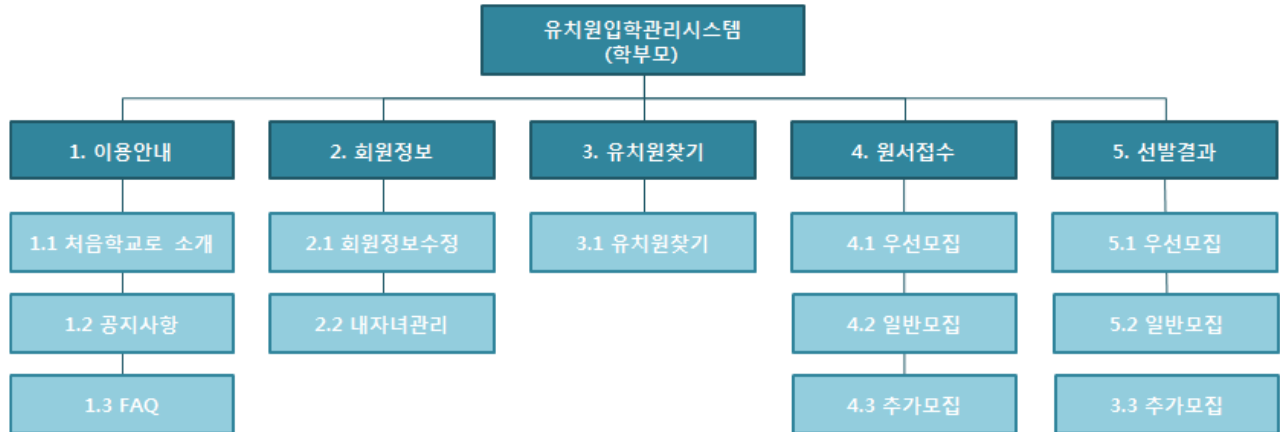 유치원입학관리시스템
(학부모)
1. 이용안내
2. 회원정보
3. 유치원찾기
4. 원서접수
5. 선발결과
1.1 처음학교로 소개
2.1 회원정보수정
3.1 유치원찾기
4.1 우선모집
5.1 우선모집
1.2 공지사항
2.2 내자녀관리
4.2 일반모집
5.2 일반모집
1.3 FAQ
4.3 추가모집
3.3 추가모집